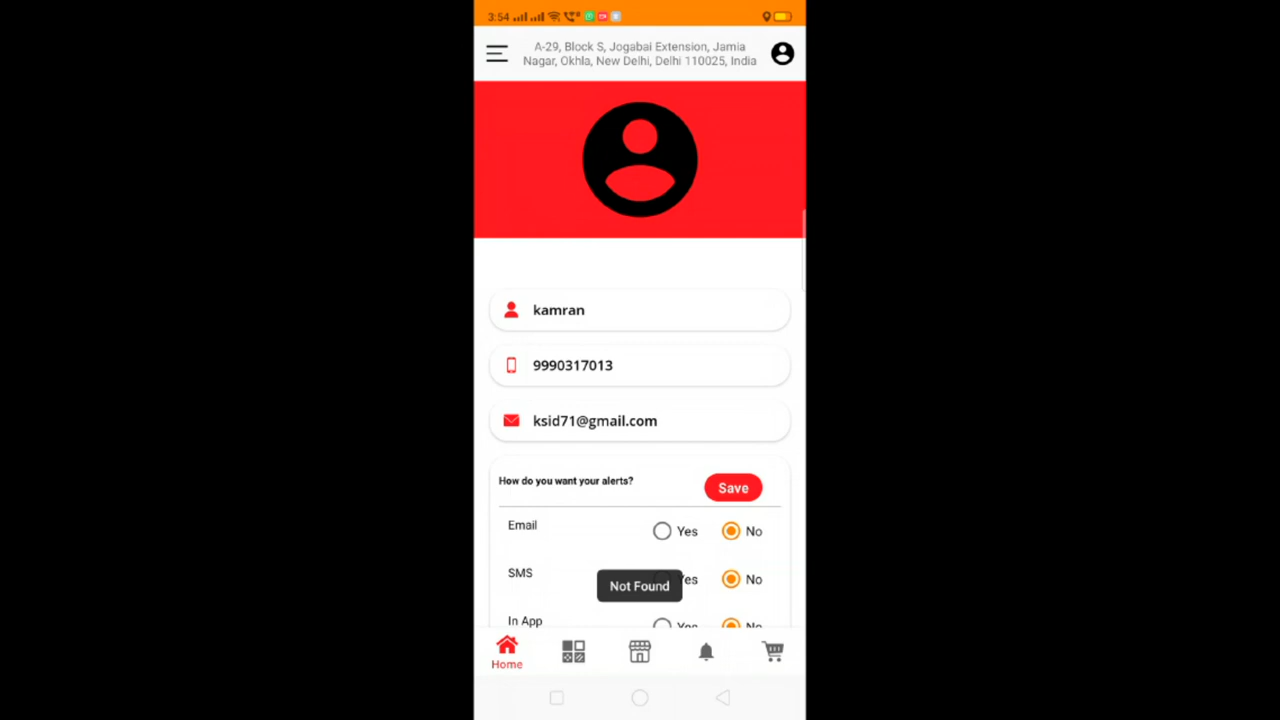 3:54
A-29, Block S, Jogabai Extension, Jamia
Nagar, Okhla, New Delhi, Delhi 110025, India
kamran
9990317013
ksid71@gmail.com
How do you want your alerts?
Save
Email
Yes
No
SMS
Yes
No
Not Found
In App
Yes
No
Home